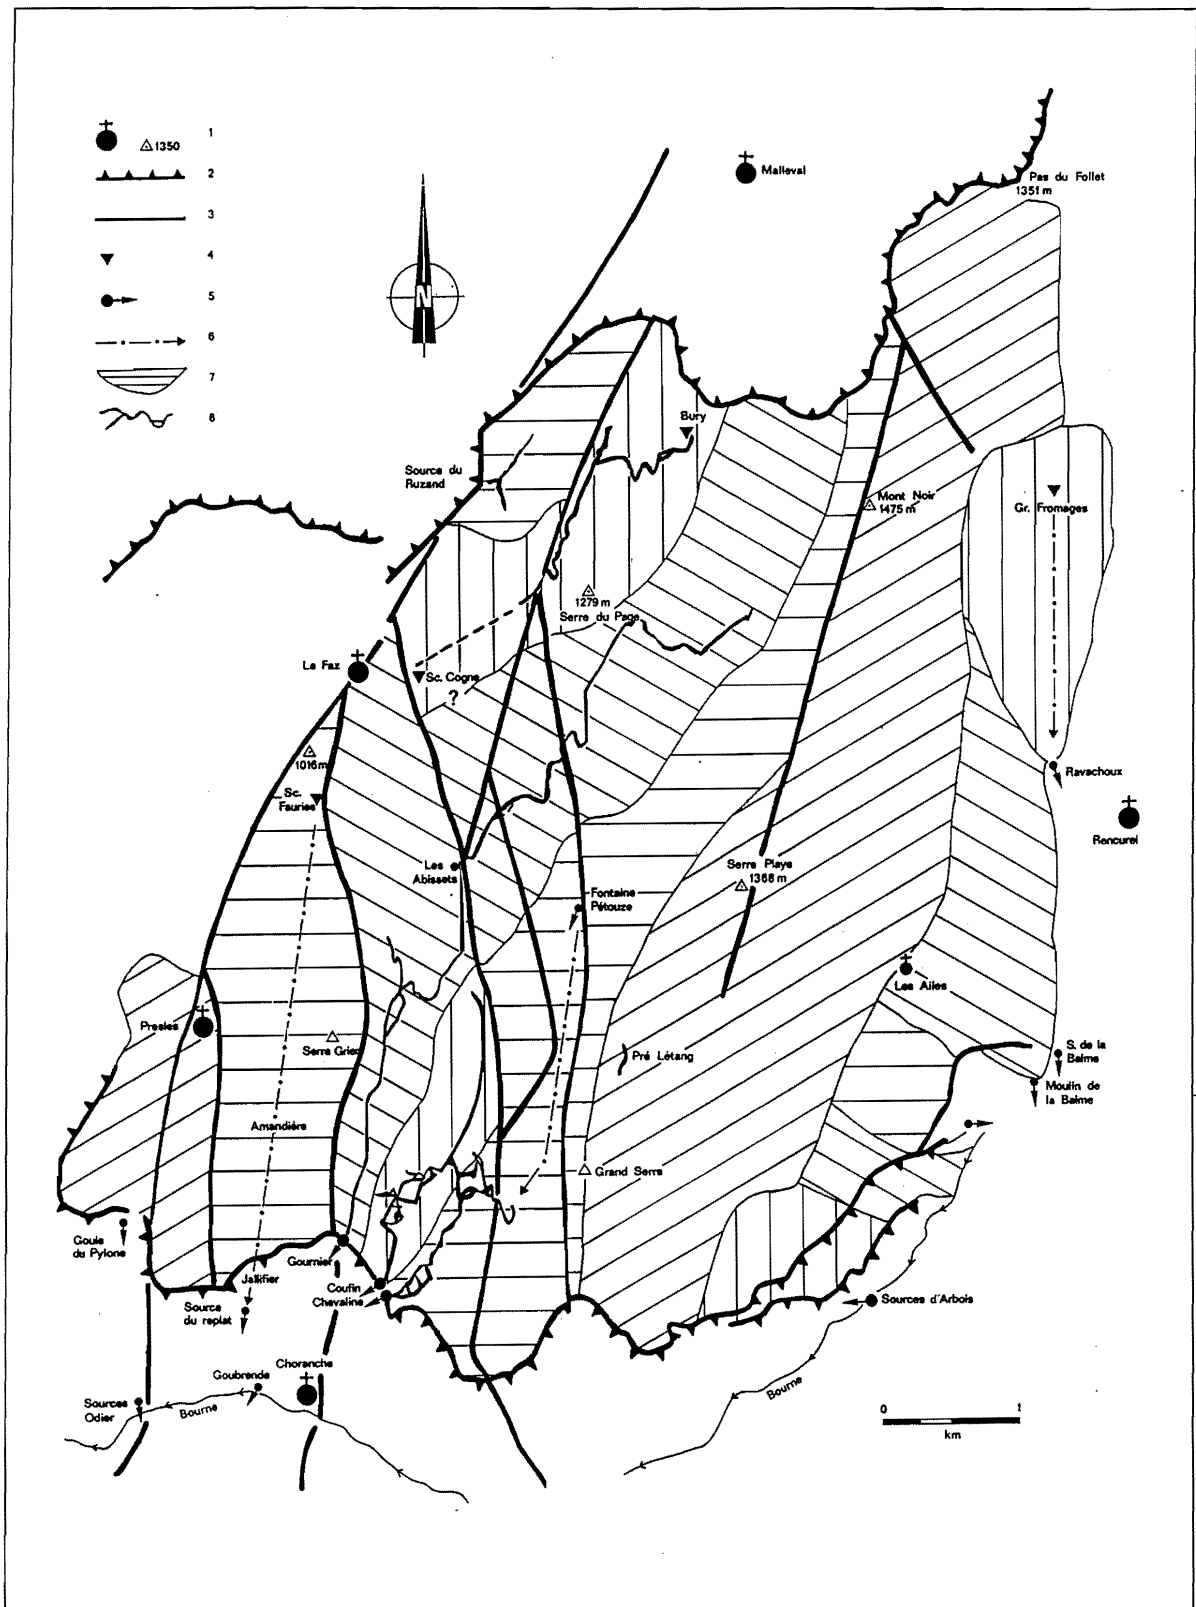 1
1350
2
3
4
5
6
7
8
N
Malleval
Pas du Follet
1351 m
Bury
Source du
Ruzand
Mont Noir
1475 m
Gr. Fromages
1279 m
Serre du Page
Le Faz
Sc. Cogne
?
1016m
Sc.
Fauries
Ravachoux
Rencurel
Les
Abissets
Serre Playe
1368 m
Fontaine
Pétouze
Les Ailes
Presles
Serre Gried
Pré Létang
S. de la
Balme
Moulin de
la Balme
Amandière
Grand Serre
Goule
du Pylone
Gournier
Jallifier
Coufin
Chevaline
Source
du replat
Sources d'Arbois
Choranche
Goubrende
Sources
Odier
Bourne
Bourne
0 1
km